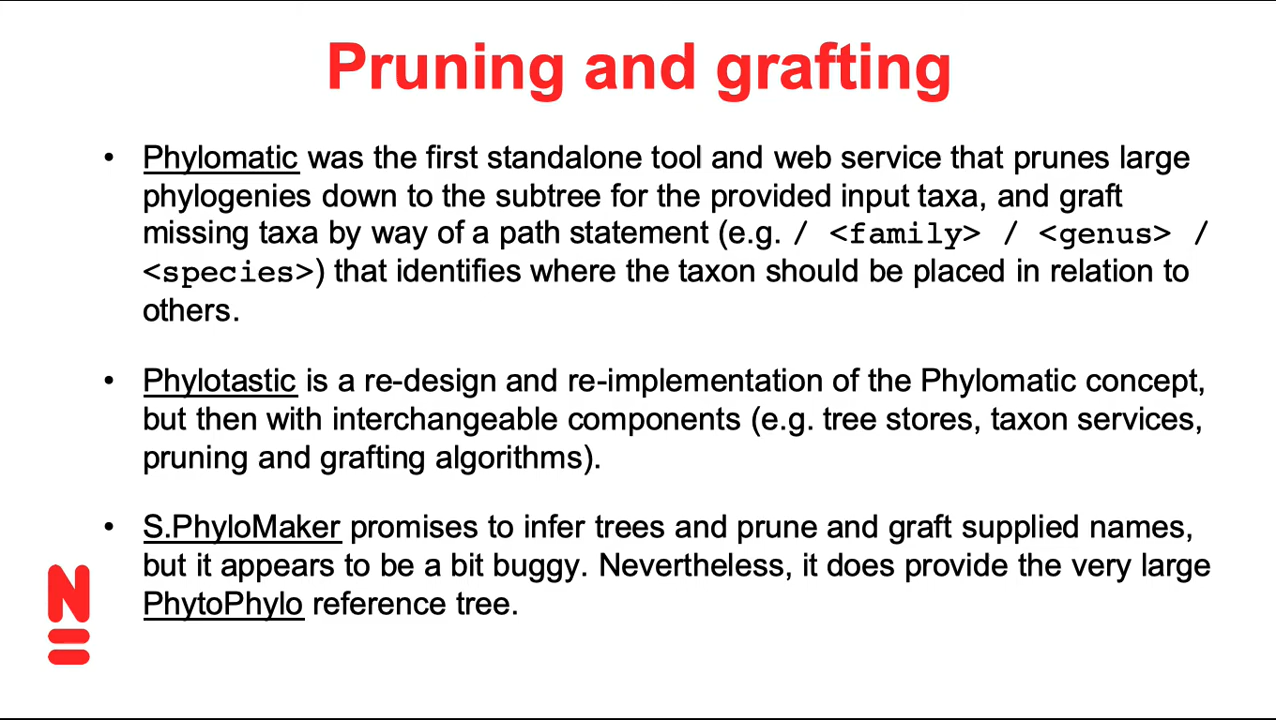 Pruning and grafting
• Phylomatic was the first standalone tool and web service that prunes large
phylogenies down to the subtree for the provided input taxa, and graft
missing taxa by way of a path statement (e.g. / <family> / <genus> /
<species>) that identifies where the taxon should be placed in relation to
others.
• Phylotastic is a re-design and re-implementation of the Phylomatic concept,
but then with interchangeable components (e.g. tree stores, taxon services,
pruning and grafting algorithms).
• S.PhyloMaker promises to infer trees and prune and graft supplied names,
but it appears to be a bit buggy. Nevertheless, it does provide the very large
PhytoPhylo reference tree.
N